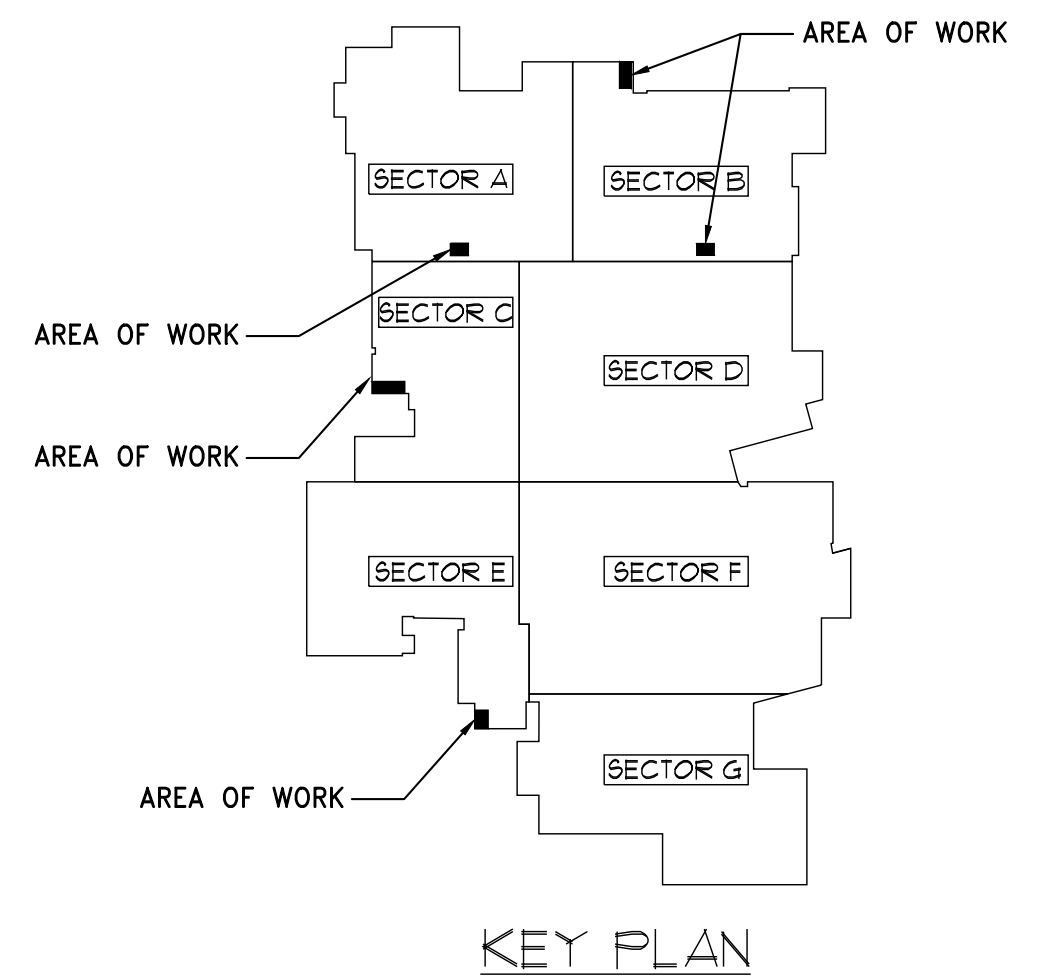 AREA OF WORK
SECTOR A
SECTOR B
SECTOR C
AREA OF WORK
SECTOR D
AREA OF WORK
SECTOR E
SECTOR F
SECTOR G
AREA OF WORK
KEY PLAN